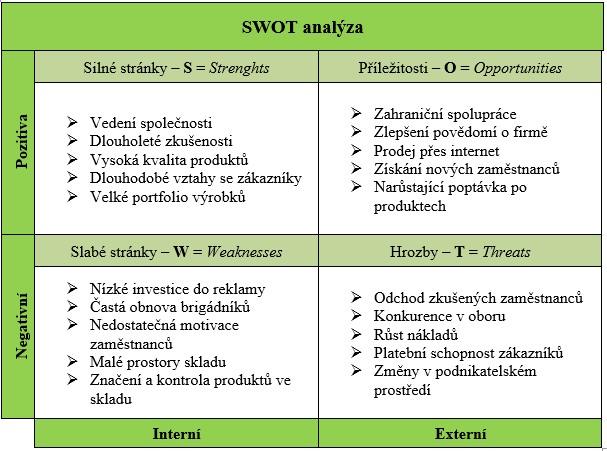 SWOT analýza
Pozitiva
Silné stránky – S = Strenghts
Vedení společnosti
Dlouholeté zkušenosti
Vysoká kvalita produktů
Dlouhodobé vztahy se zákazníky
Velké portfolio výrobků
Příležitosti – O = Opportunities
Zahraniční spolupráce
Zlepšení povědomí o firmě
Prodej přes internet
Získání nových zaměstnanců
Narůstající poptávka po
produktech
Negativní
Slabé stránky – W = Weaknesses
Nízké investice do reklamy
Častá obnova brigádníků
Nedostatečná motivace
zaměstnanců
Malé prostory skladu
Značení a kontrola produktů ve
skladu
Hrozby – T = Threats
Odchod zkušených zaměstnanců
Konkurence v oboru
Růst nákladů
Platební schopnost zákazníků
Změny v podnikatelském
prostředí
Interní
Externí